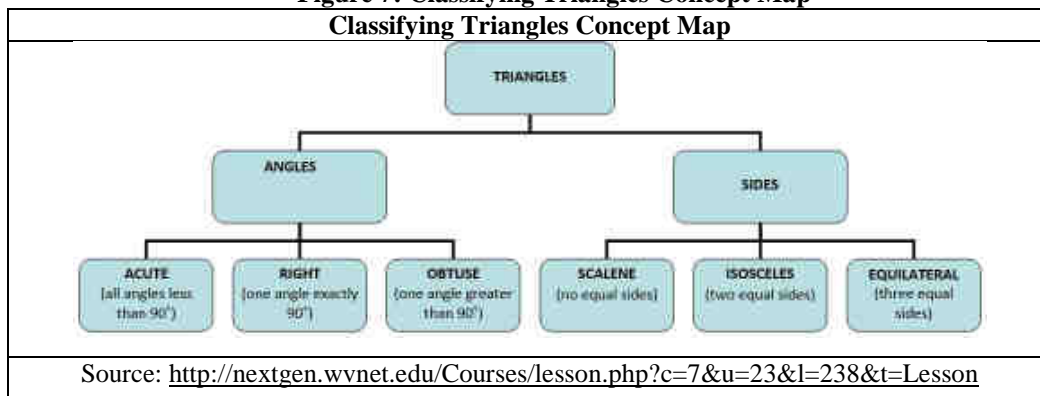 Figure 7. Classifying Triangles Concept Map
Classifying Triangles Concept Map
TRIANGLES
ANGLES
SIDES
ACUTE
(all angles less
than 90°)
RIGHT
(one angle exactly
90°)
OBTUSE
(one angle greater
than 90°)
SCALENE
(no equal sides)
ISOSCELES
(two equal sides)
EQUILATERAL
(three equal
sides)
Source: http://nextgen.wvnet.edu/Courses/lesson.php?c=7&u=23&l=238&t=Lesson